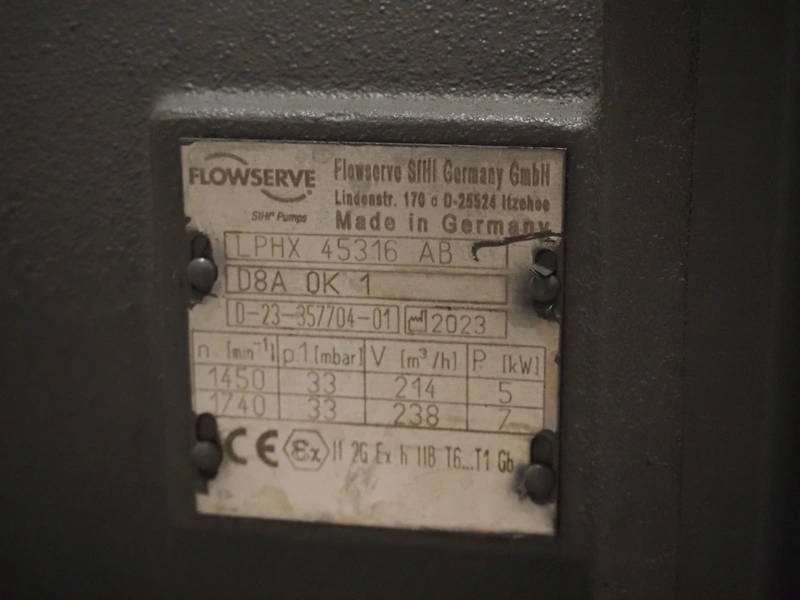 FLOWSERVE
SIHI® Pumps
Flowserve SIHI Germany GmbH
Lindenstr. 170 o D-25524 Itzehoe
Made in Germany
LPHX 45316 AB
D8A 0K 1
D-23-357704-01 2023
n [min⁻¹] p1 [mbar] V [m³/h] P [kW]
1450 33 214 5
1740 33 238 7
CE Ex II 2G Ex h IIB T6...T1 Gb